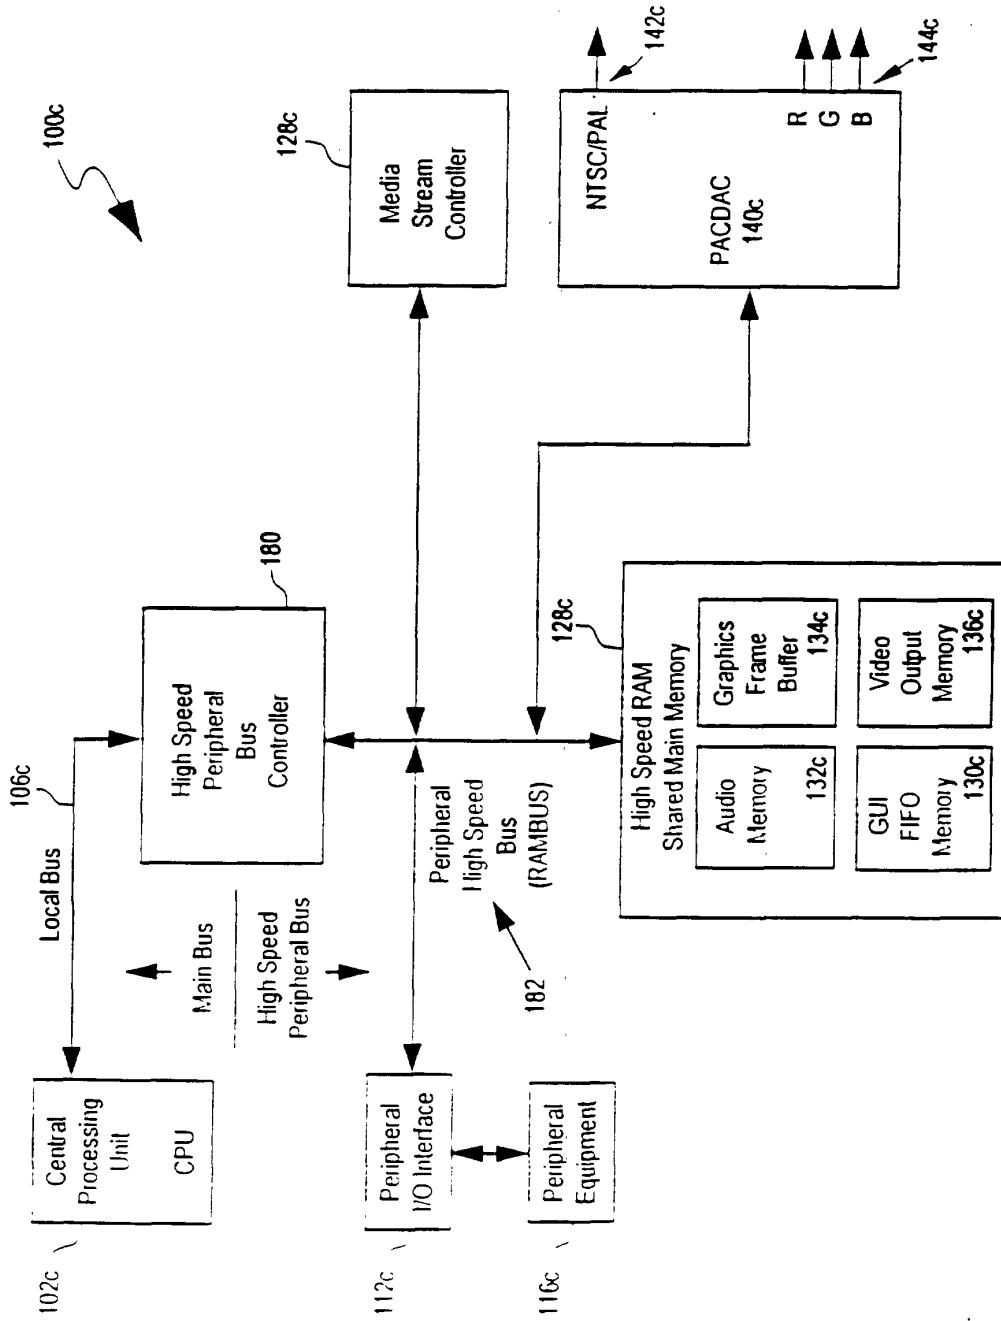 100c
102c
Central
Processing
Unit
CPU
Local Bus
106c
Main Bus
High Speed
Peripheral Bus
High Speed
Peripheral
Bus
Controller
180
Media
Stream
Controller
128c
112c
Peripheral
I/O Interface
116c
Peripheral
Equipment
Peripheral
High Speed
Bus
(RAMBUS)
182
NTSC/PAL
142c
PACDAC
140c
R
G
B
144c
128c
High Speed RAM
Shared Main Memory
Audio
Memory
132c
Graphics
Frame
Buffer
134c
GUI
FIFO
Memory
130c
Video
Output
Memory
136c